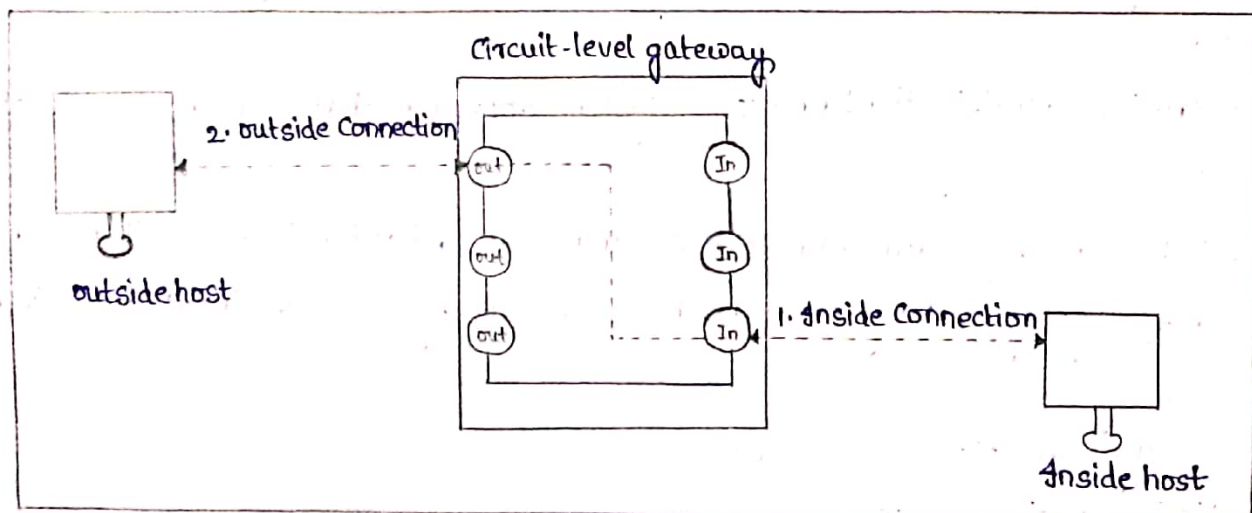 Circuit-level gateway
2. outside Connection
out
In
out
In
out
In
1. Inside Connection
outside host
Inside host